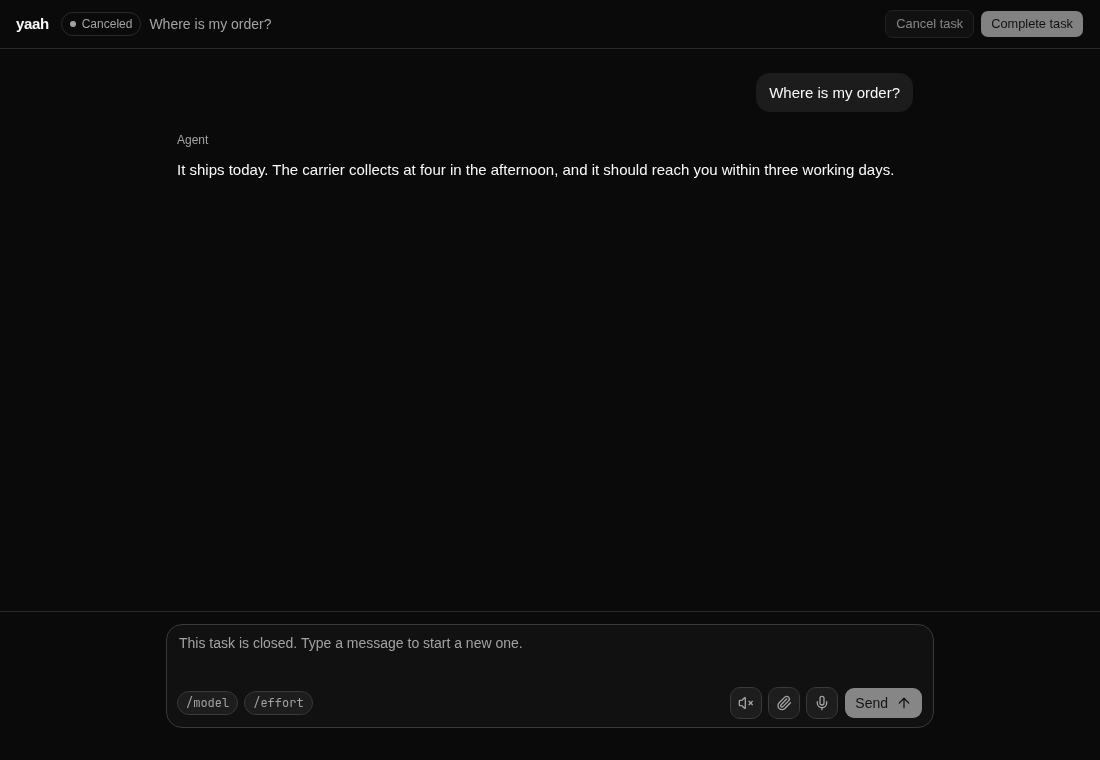 yaah
Canceled
Where is my order?
Cancel task
Complete task
Where is my order?
Agent
It ships today. The carrier collects at four in the afternoon, and it should reach you within three working days.
This task is closed. Type a message to start a new one.
/model
/effort
Send